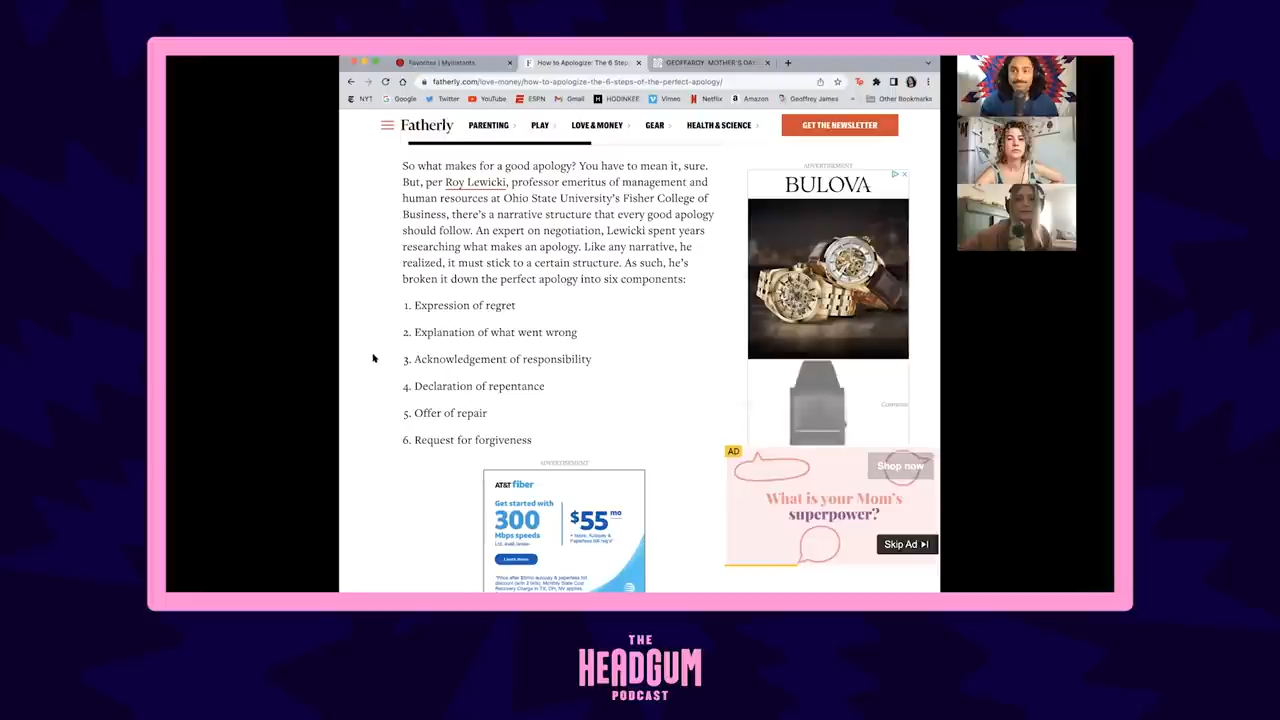 Favorites | Myinstants
How to Apologize: The 6 Step
GEOFFAROY MOTHER'S DAY
fatherly.com/love-money/how-to-apologize-the-6-steps-of-the-perfect-apology/
NYT Google Twitter YouTube ESPN Gmail HODINKEE Vimeo Netflix Amazon Geoffrey James » Other Bookmarks
Fatherly PARENTING PLAY LOVE & MONEY GEAR HEALTH & SCIENCE GET THE NEWSLETTER
So what makes for a good apology? You have to mean it, sure.
But, per Roy Lewicki, professor emeritus of management and
human resources at Ohio State University's Fisher College of
Business, there's a narrative structure that every good apology
should follow. An expert on negotiation, Lewicki spent years
researching what makes an apology. Like any narrative, he
realized, it must stick to a certain structure. As such, he's
broken it down the perfect apology into six components:
1. Expression of regret
2. Explanation of what went wrong
3. Acknowledgement of responsibility
4. Declaration of repentance
5. Offer of repair
6. Request for forgiveness
ADVERTISEMENT
BULOVA
AD
Shop now
What is your Mom's
superpower?
Skip Ad
ADVERTISEMENT
AT&T fiber
Get started with
300
Mbps speeds
$55 mo
Learn more
THE
HEADGUM
PODCAST